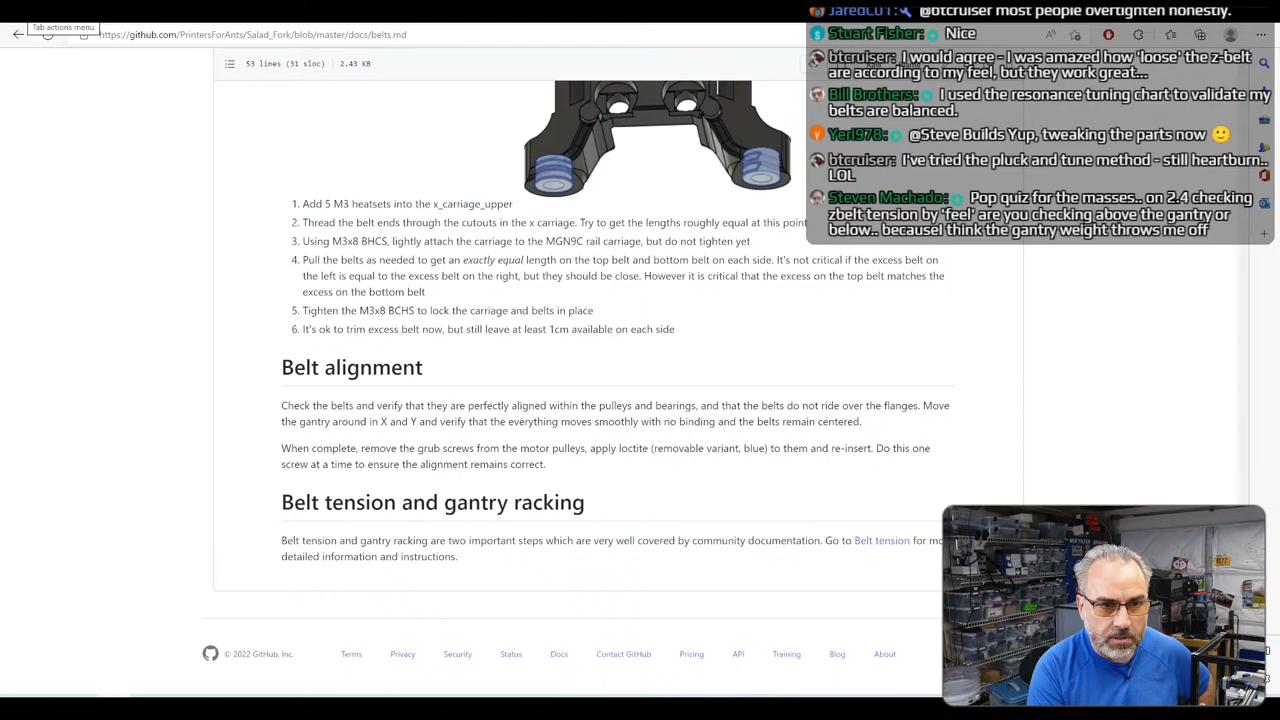 Tab actions menu
https://github.com/PrintersForAnts/Salad_Fork/blob/master/docs/belts.md
53 lines (31 sloc) 2.43 KB
JaredC01: @btcruiser most people overtighten honestly.
Stuart Fisher: Nice
btcruiser: I would agree - I was amazed how 'loose' the z-belt
are according to my feel, but they work great...
Bill Brothers: I used the resonance tuning chart to validate my
belts are balanced.
Yeri978: @Steve Builds Yup, tweaking the parts now 🙂
btcruiser: I've tried the pluck and tune method - still heartburn..
LOL
Steven Machado: Pop quiz for the masses.. on 2.4 checking
zbelt tension by 'feel' are you checking above the gantry or
below.. becauseI think the gantry weight throws me off
1. Add 5 M3 heatsets into the x_carriage_upper
2. Thread the belt ends through the cutouts in the x carriage. Try to get the lengths roughly equal at this point
3. Using M3x8 BHCS, lightly attach the carriage to the MGN9C rail carriage, but do not tighten yet
4. Pull the belts as needed to get an exactly equal length on the top belt and bottom belt on each side. It's not critical if the excess belt on
the left is equal to the excess belt on the right, but they should be close. However it is critical that the excess on the top belt matches the
excess on the bottom belt
5. Tighten the M3x8 BCHS to lock the carriage and belts in place
6. It's ok to trim excess belt now, but still leave at least 1cm available on each side
Belt alignment
Check the belts and verify that they are perfectly aligned within the pulleys and bearings, and that the belts do not ride over the flanges. Move
the gantry around in X and Y and verify that the everything moves smoothly with no binding and the belts remain centered.
When complete, remove the grub screws from the motor pulleys, apply loctite (removable variant, blue) to them and re-insert. Do this one
screw at a time to ensure the alignment remains correct.
Belt tension and gantry racking
Belt tension and gantry racking are two important steps which are very well covered by community documentation. Go to Belt tension for mo
detailed information and instructions.
© 2022 GitHub, Inc. Terms Privacy Security Status Docs Contact GitHub Pricing API Training Blog About